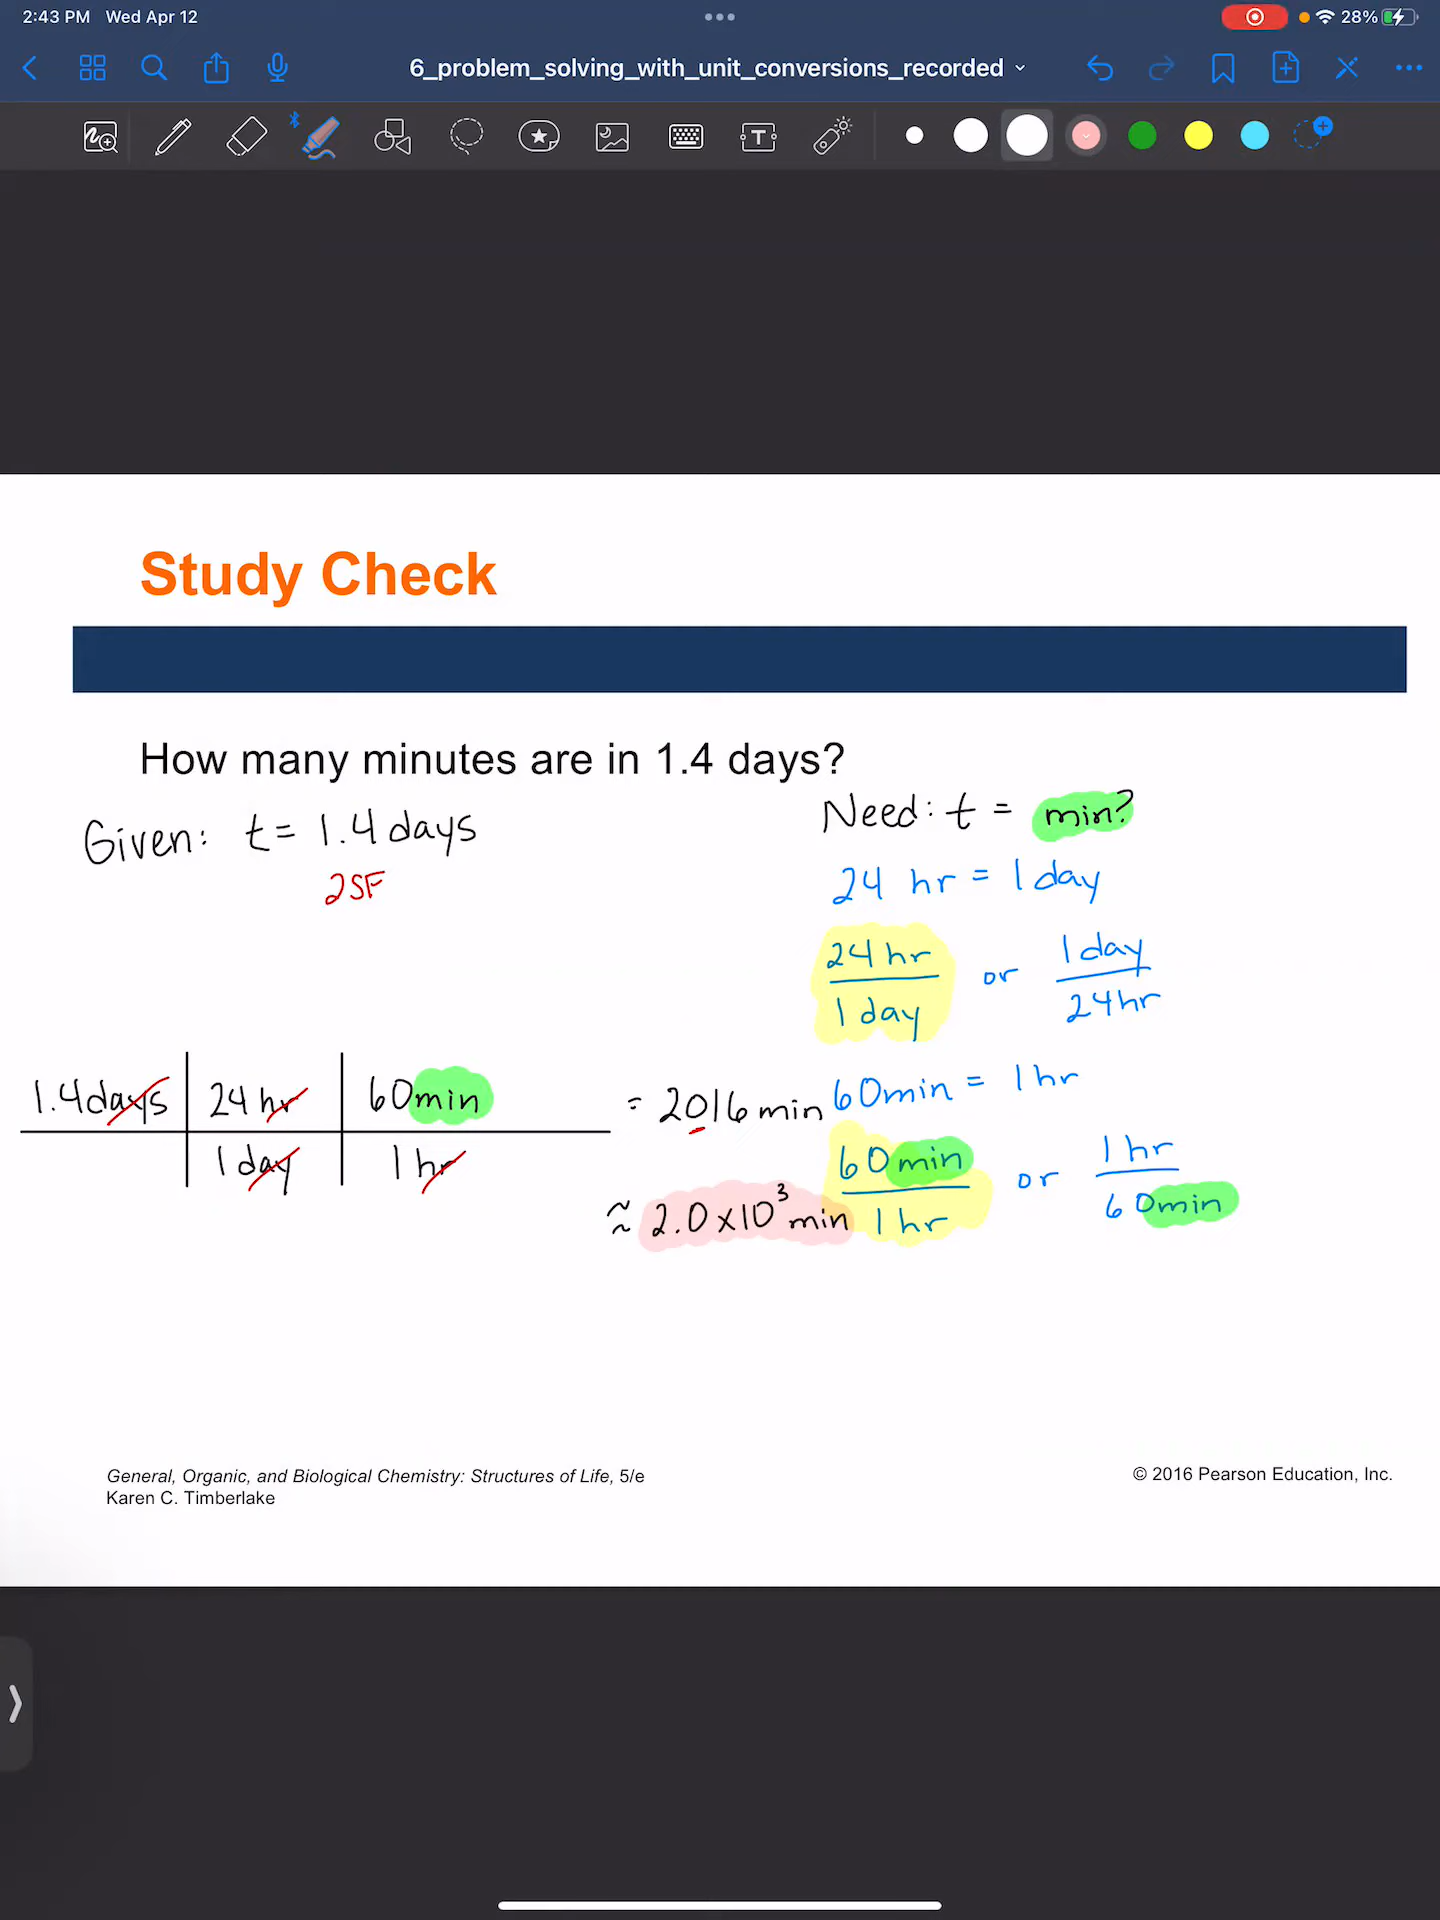 2:43 PM Wed Apr 12
28%
6_problem_solving_with_unit_conversions_recorded
Study Check
How many minutes are in 1.4 days?
Given: t = 1.4 days
2SF
Need: t = min?
24 hr = 1 day
24 hr / 1 day or 1 day / 24 hr
60 min = 1 hr
60 min / 1 hr or 1 hr / 60 min
1.4 days | 24 hr | 60 min = 2016 min
1 day | 1 hr
≈ 2.0 x 10³ min
General, Organic, and Biological Chemistry: Structures of Life, 5/e
Karen C. Timberlake
© 2016 Pearson Education, Inc.